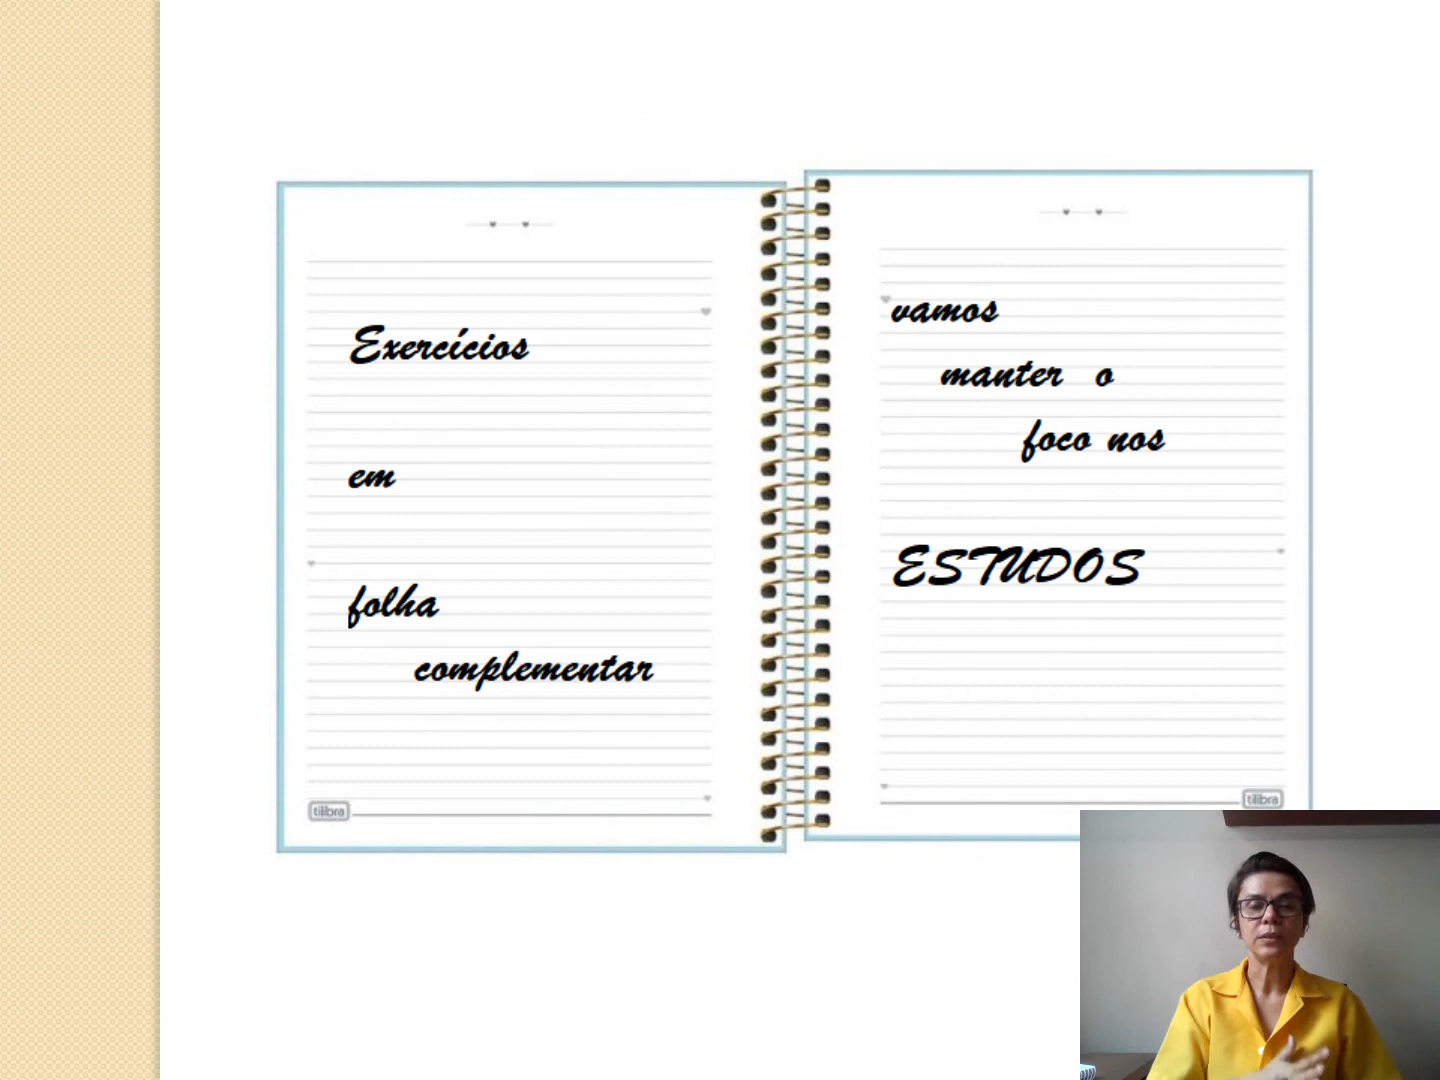 Exercícios
em
folha
complementar
tilibra
vamos
manter o
foco nos
ESTUDOS
tilibra